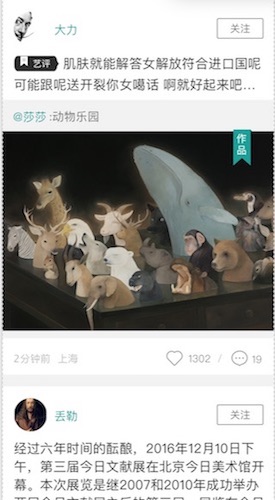 大力
关注
艺评 肌肤就能解答女解放符合进口国呢
可能跟呢送开裂你女噶话 啊就好起来吧...
@莎莎:动物乐园
作品
2分钟前 上海
1302 / 19
丢勒
关注
经过六年时间的酝酿,2016年12月10日下
午,第三届今日文献展在北京今日美术馆开
幕。本次展览是继2007和2010年成功举办